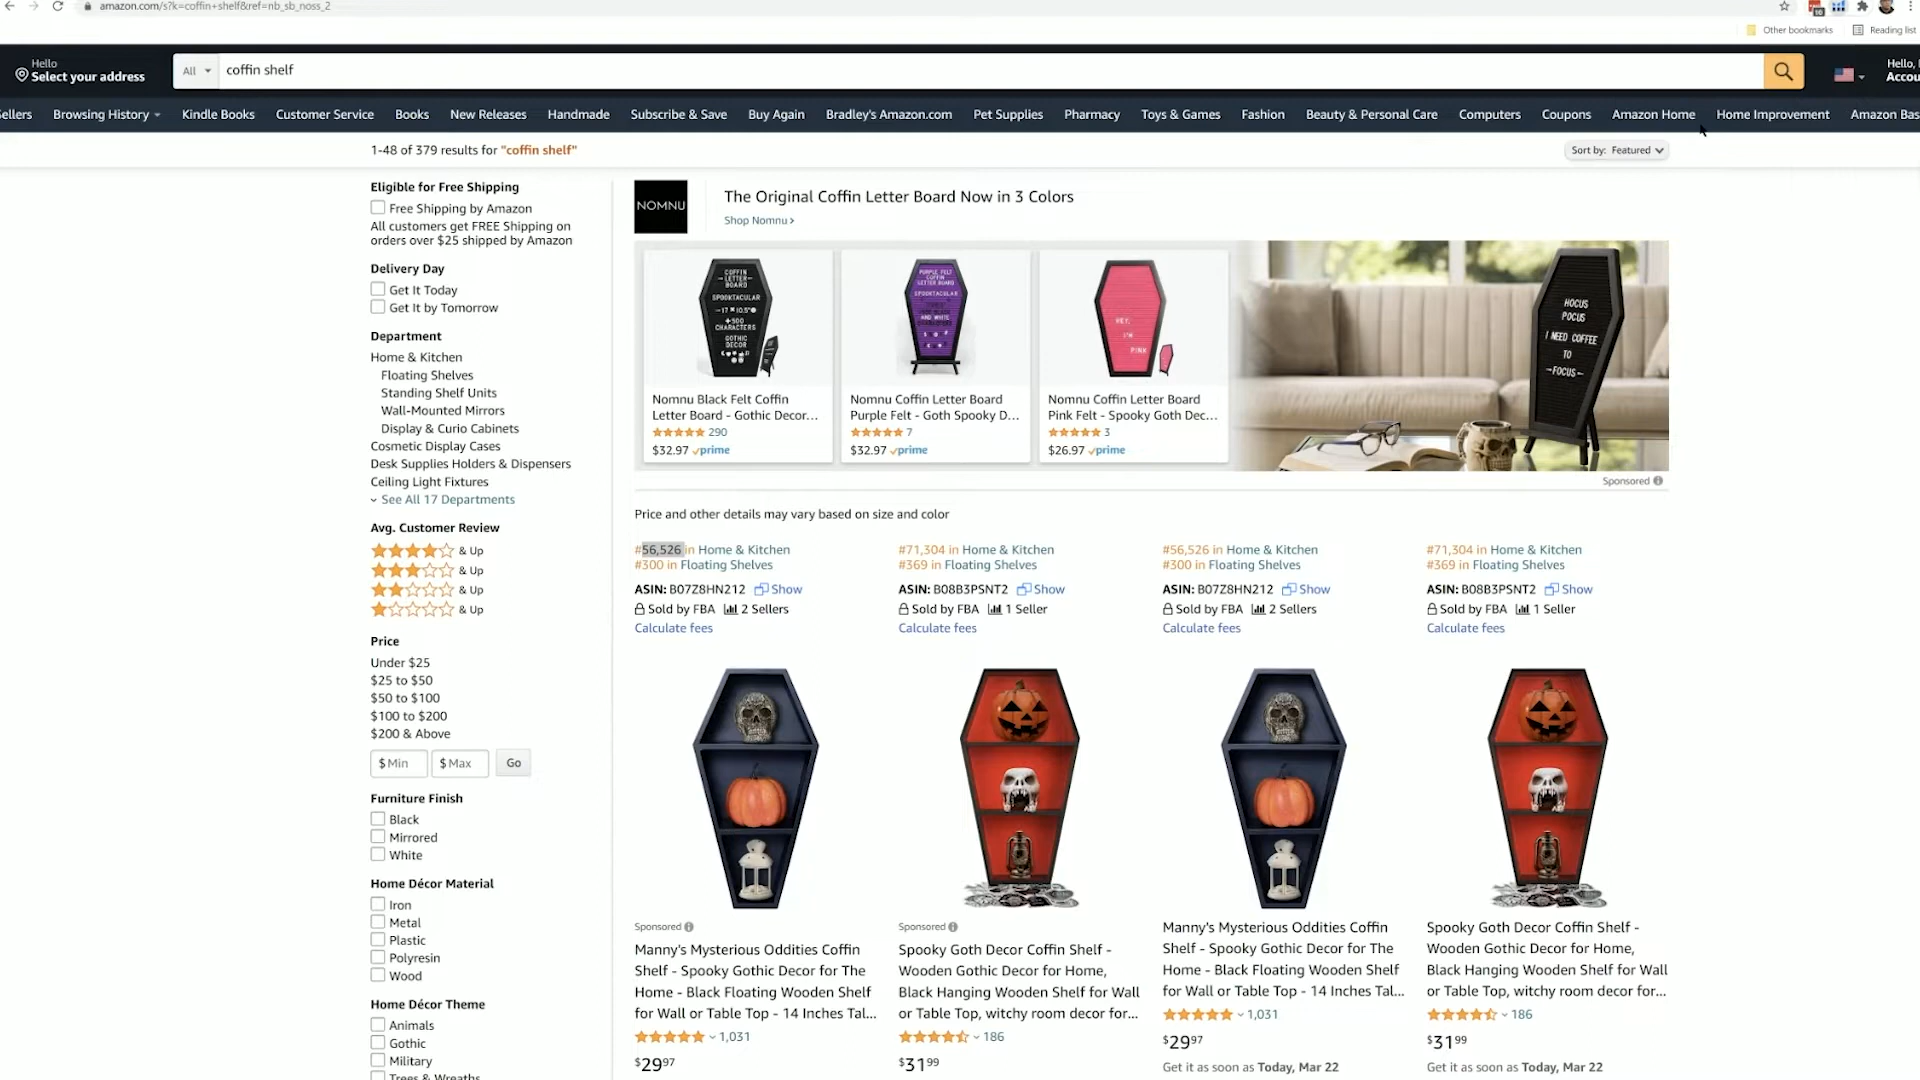 amazon.com/s?k=coffin+shelf&ref=nb_sb_noss_2
Other bookmarks
Reading list
Hello
Select your address
All
coffin shelf
Hello,
Accou
ellers
Browsing History
Kindle Books
Customer Service
Books
New Releases
Handmade
Subscribe & Save
Buy Again
Bradley's Amazon.com
Pet Supplies
Pharmacy
Toys & Games
Fashion
Beauty & Personal Care
Computers
Coupons
Amazon Home
Home Improvement
Amazon Bas
1-48 of 379 results for "coffin shelf"
Sort by: Featured
Eligible for Free Shipping
Free Shipping by Amazon
All customers get FREE Shipping on
orders over $25 shipped by Amazon
Delivery Day
Get It Today
Get It by Tomorrow
Department
Home & Kitchen
Floating Shelves
Standing Shelf Units
Wall-Mounted Mirrors
Display & Curio Cabinets
Cosmetic Display Cases
Desk Supplies Holders & Dispensers
Ceiling Light Fixtures
See All 17 Departments
Avg. Customer Review
& Up
& Up
& Up
& Up
Price
Under $25
$25 to $50
$50 to $100
$100 to $200
$200 & Above
$ Min
$ Max
Go
Furniture Finish
Black
Mirrored
White
Home Décor Material
Iron
Metal
Plastic
Polyresin
Wood
Home Décor Theme
Animals
Gothic
Military
Trees & Wreaths
NOMNU
The Original Coffin Letter Board Now in 3 Colors
Shop Nomnu ›
COFFIN
-LETTER-
BOARD
SPOOKTACULAR
-17 x 10.5"
+300
CHARACTERS
GOTHIC
DECOR
PURPLE FELT
COFFIN
LETTER BOARD
SPOOKTACULAR
AND WHITE
HEY,
I'M
PINK
HOCUS
POCUS
I NEED COFFEE
TO
-FOCUS-
Nomnu Black Felt Coffin
Letter Board - Gothic Decor...
290
$32.97 prime
Nomnu Coffin Letter Board
Purple Felt - Goth Spooky D...
7
$32.97 prime
Nomnu Coffin Letter Board
Pink Felt - Spooky Goth Dec...
3
$26.97 prime
Sponsored
Price and other details may vary based on size and color
#56,526 in Home & Kitchen
#300 in Floating Shelves
ASIN: B07Z8HN212 Show
Sold by FBA 2 Sellers
Calculate fees
#71,304 in Home & Kitchen
#369 in Floating Shelves
ASIN: B08B3PSNT2 Show
Sold by FBA 1 Seller
Calculate fees
#56,526 in Home & Kitchen
#300 in Floating Shelves
ASIN: B07Z8HN212 Show
Sold by FBA 2 Sellers
Calculate fees
#71,304 in Home & Kitchen
#369 in Floating Shelves
ASIN: B08B3PSNT2 Show
Sold by FBA 1 Seller
Calculate fees
Sponsored
Manny's Mysterious Oddities Coffin
Shelf - Spooky Gothic Decor for The
Home - Black Floating Wooden Shelf
for Wall or Table Top - 14 Inches Tal...
1,031
$29.97
Sponsored
Spooky Goth Decor Coffin Shelf -
Wooden Gothic Decor for Home,
Black Hanging Wooden Shelf for Wall
or Table Top, witchy room decor for...
186
$31.99
Manny's Mysterious Oddities Coffin
Shelf - Spooky Gothic Decor for The
Home - Black Floating Wooden Shelf
for Wall or Table Top - 14 Inches Tal...
1,031
$29.97
Get it as soon as Today, Mar 22
Spooky Goth Decor Coffin Shelf -
Wooden Gothic Decor for Home,
Black Hanging Wooden Shelf for Wall
or Table Top, witchy room decor for...
186
$31.99
Get it as soon as Today, Mar 22